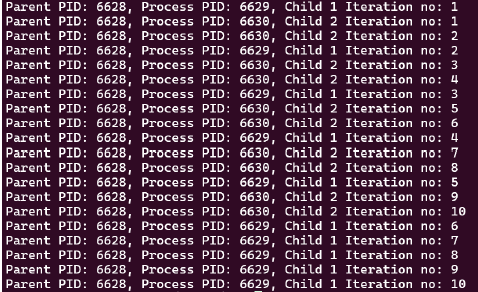 Parent PID: 6628, Process PID: 6629, Child 1 Iteration no: 1
Parent PID: 6628, Process PID: 6630, Child 2 Iteration no: 1
Parent PID: 6628, Process PID: 6630, Child 2 Iteration no: 2
Parent PID: 6628, Process PID: 6629, Child 1 Iteration no: 2
Parent PID: 6628, Process PID: 6630, Child 2 Iteration no: 3
Parent PID: 6628, Process PID: 6630, Child 2 Iteration no: 4
Parent PID: 6628, Process PID: 6629, Child 1 Iteration no: 3
Parent PID: 6628, Process PID: 6630, Child 2 Iteration no: 5
Parent PID: 6628, Process PID: 6630, Child 2 Iteration no: 6
Parent PID: 6628, Process PID: 6629, Child 1 Iteration no: 4
Parent PID: 6628, Process PID: 6630, Child 2 Iteration no: 7
Parent PID: 6628, Process PID: 6630, Child 2 Iteration no: 8
Parent PID: 6628, Process PID: 6629, Child 1 Iteration no: 5
Parent PID: 6628, Process PID: 6630, Child 2 Iteration no: 9
Parent PID: 6628, Process PID: 6630, Child 2 Iteration no: 10
Parent PID: 6628, Process PID: 6629, Child 1 Iteration no: 6
Parent PID: 6628, Process PID: 6629, Child 1 Iteration no: 7
Parent PID: 6628, Process PID: 6629, Child 1 Iteration no: 8
Parent PID: 6628, Process PID: 6629, Child 1 Iteration no: 9
Parent PID: 6628, Process PID: 6629, Child 1 Iteration no: 10